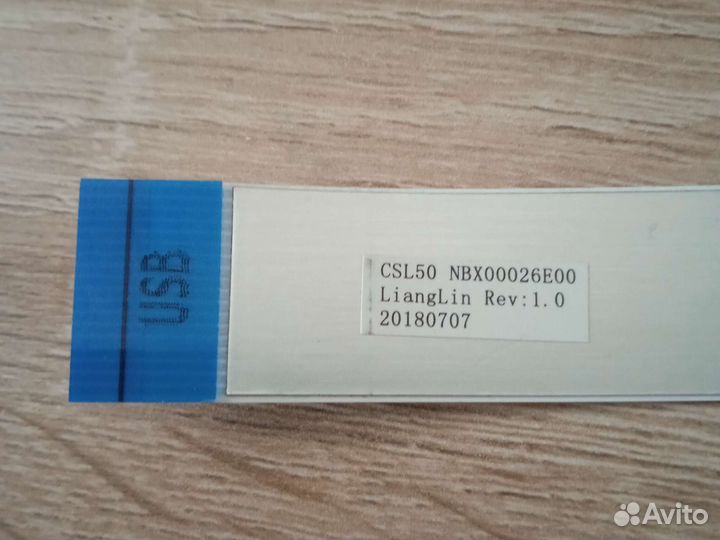 USB
CSL50 NBX00026E00
LiangLin Rev:1.0
20180707
Avito